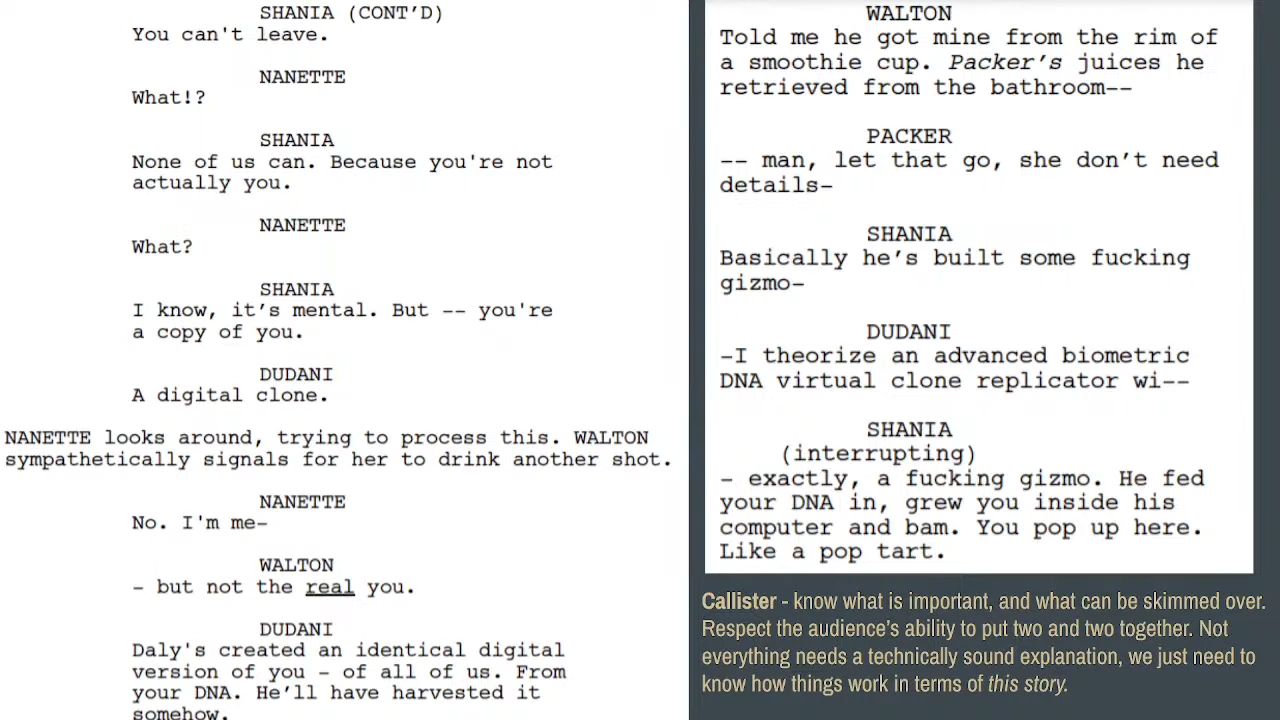 SHANIA (CONT’D)
You can't leave.
NANETTE
What!?
SHANIA
None of us can. Because you're not
actually you.
NANETTE
What?
SHANIA
I know, it’s mental. But -- you're
a copy of you.
DUDANI
A digital clone.
NANETTE looks around, trying to process this. WALTON
sympathetically signals for her to drink another shot.
NANETTE
No. I'm me-
WALTON
- but not the real you.
DUDANI
Daly's created an identical digital
version of you - of all of us. From
your DNA. He’ll have harvested it
somehow.
WALTON
Told me he got mine from the rim of
a smoothie cup. Packer’s juices he
retrieved from the bathroom--
PACKER
-- man, let that go, she don’t need
details-
SHANIA
Basically he’s built some fucking
gizmo-
DUDANI
-I theorize an advanced biometric
DNA virtual clone replicator wi--
SHANIA
(interrupting)
- exactly, a fucking gizmo. He fed
your DNA in, grew you inside his
computer and bam. You pop up here.
Like a pop tart.
Callister - know what is important, and what can be skimmed over.
Respect the audience’s ability to put two and two together. Not
everything needs a technically sound explanation, we just need to
know how things work in terms of this story.